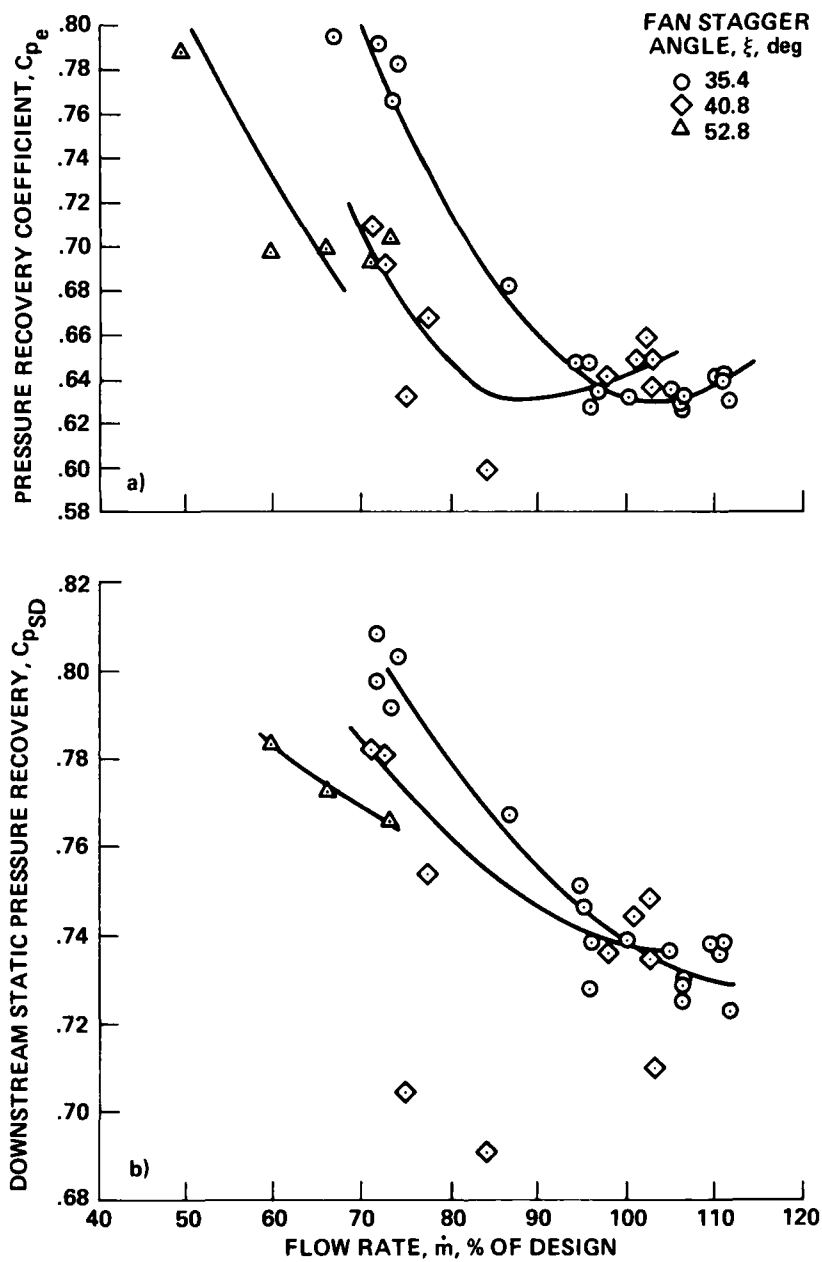 FAN STAGGER
ANGLE, ξ, deg
35.4
40.8
52.8
PRESSURE RECOVERY COEFFICIENT, Cpe
.80
.78
.76
.74
.72
.70
.68
.66
.64
.62
.60
.58
a)
DOWNSTREAM STATIC PRESSURE RECOVERY, CpSD
.82
.80
.78
.76
.74
.72
.70
.68
b)
40 50 60 70 80 90 100 110 120
FLOW RATE, ṁ, % OF DESIGN